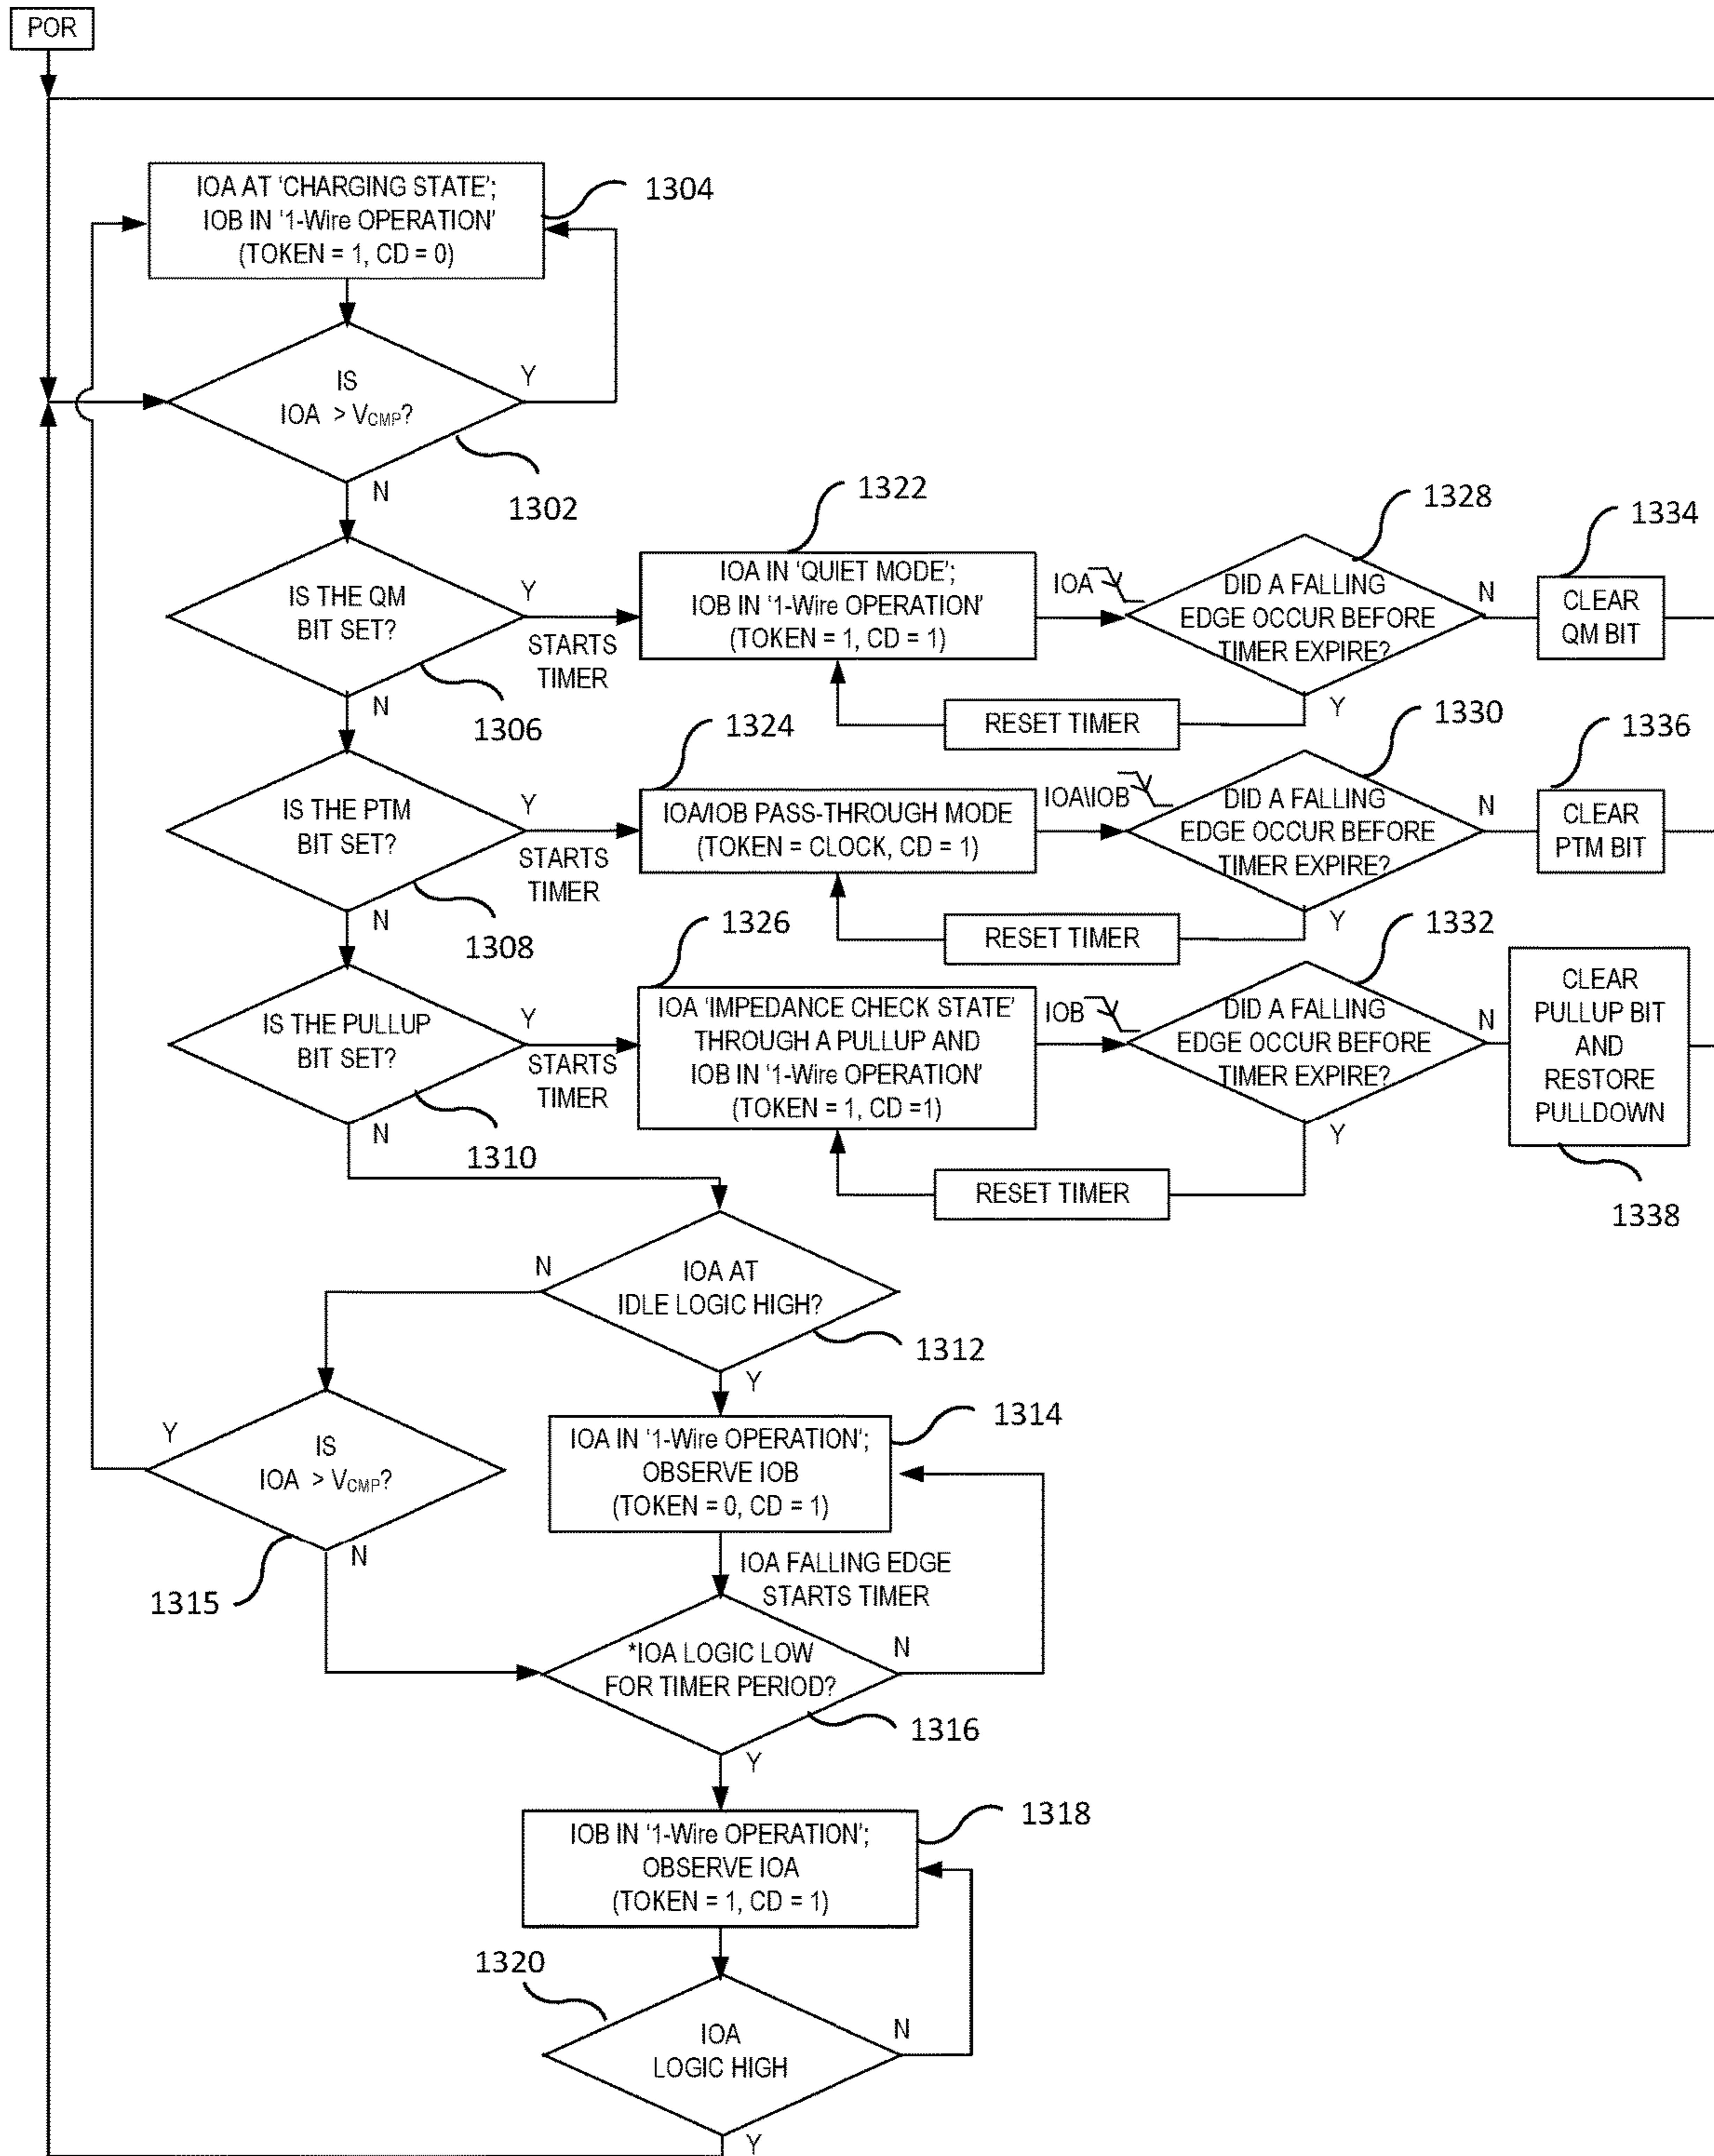 POR
IOA AT 'CHARGING STATE';
IOB IN '1-Wire OPERATION'
(TOKEN = 1, CD = 0)
1304
IS
IOA > VCMP?
Y
N
1302
IS THE QM
BIT SET?
Y
STARTS
TIMER
N
1306
1322
IOA IN 'QUIET MODE';
IOB IN '1-Wire OPERATION'
(TOKEN = 1, CD = 1)
IOA
1328
DID A FALLING
EDGE OCCUR BEFORE
TIMER EXPIRE?
N
Y
1334
CLEAR
QM BIT
RESET TIMER
IS THE PTM
BIT SET?
Y
STARTS
TIMER
N
1308
1324
IOA/IOB PASS-THROUGH MODE
(TOKEN = CLOCK, CD = 1)
IOA\IOB
1330
DID A FALLING
EDGE OCCUR BEFORE
TIMER EXPIRE?
N
Y
1336
CLEAR
PTM BIT
RESET TIMER
IS THE PULLUP
BIT SET?
Y
STARTS
TIMER
N
1310
1326
IOA 'IMPEDANCE CHECK STATE'
THROUGH A PULLUP AND
IOB IN '1-Wire OPERATION'
(TOKEN = 1, CD =1)
IOB
1332
DID A FALLING
EDGE OCCUR BEFORE
TIMER EXPIRE?
N
Y
CLEAR
PULLUP BIT
AND
RESTORE
PULLDOWN
1338
RESET TIMER
IOA AT
IDLE LOGIC HIGH?
N
Y
1312
IS
IOA > VCMP?
Y
N
1315
IOA IN '1-Wire OPERATION';
OBSERVE IOB
(TOKEN = 0, CD = 1)
1314
IOA FALLING EDGE
STARTS TIMER
*IOA LOGIC LOW
FOR TIMER PERIOD?
N
Y
1316
IOB IN '1-Wire OPERATION';
OBSERVE IOA
(TOKEN = 1, CD = 1)
1318
1320
IOA
LOGIC HIGH
N
Y